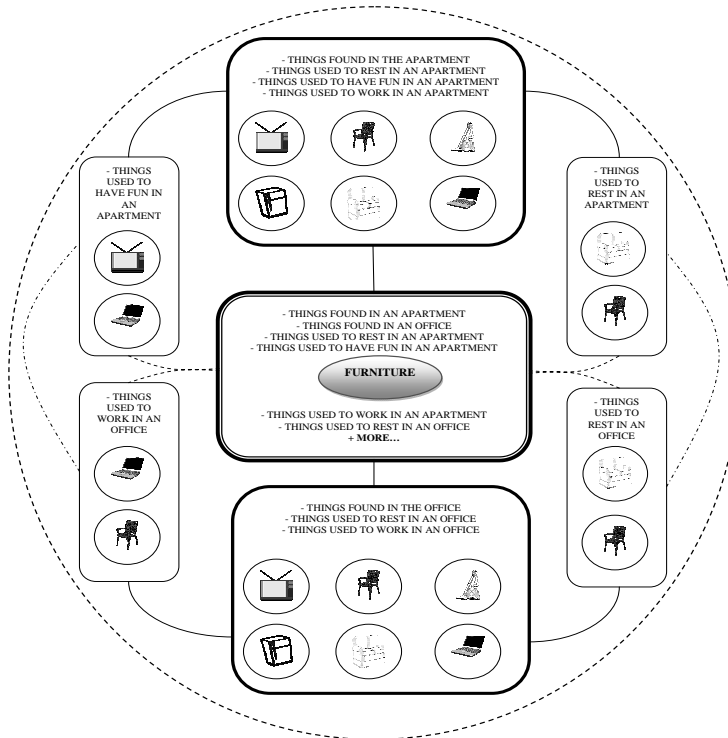 - THINGS FOUND IN THE APARTMENT
- THINGS USED TO REST IN AN APARTMENT
- THINGS USED TO HAVE FUN IN AN APARTMENT
- THINGS USED TO WORK IN AN APARTMENT
- THINGS
USED TO
HAVE FUN IN
AN
APARTMENT
- THINGS
USED TO
REST IN AN
APARTMENT
- THINGS FOUND IN AN APARTMENT
- THINGS FOUND IN AN OFFICE
- THINGS USED TO REST IN AN APARTMENT
- THINGS USED TO HAVE FUN IN AN APARTMENT
FURNITURE
- THINGS USED TO WORK IN AN APARTMENT
- THINGS USED TO REST IN AN OFFICE
+ MORE...
- THINGS
USED TO
WORK IN AN
OFFICE
- THINGS
USED TO
REST IN AN
OFFICE
- THINGS FOUND IN THE OFFICE
- THINGS USED TO REST IN AN OFFICE
- THINGS USED TO WORK IN AN OFFICE